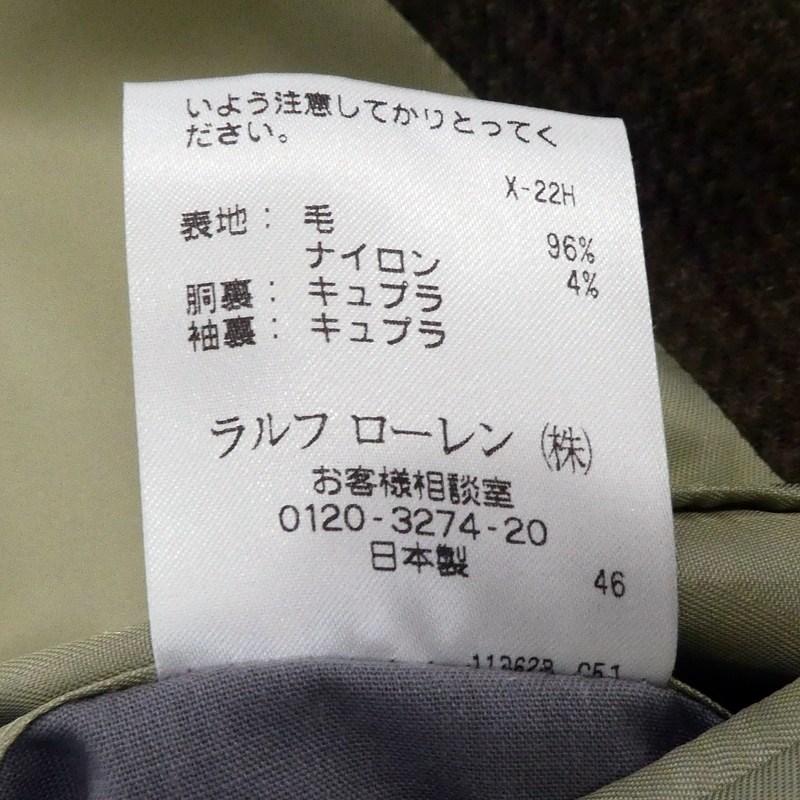 いよう注意してかりとってく
ださい。
X-22H
表地： 毛 96%
ナイロン 4%
胴裏： キュプラ
袖裏： キュプラ
ラルフ ローレン ㈱
お客様相談室
0120-3274-20
日本製
46